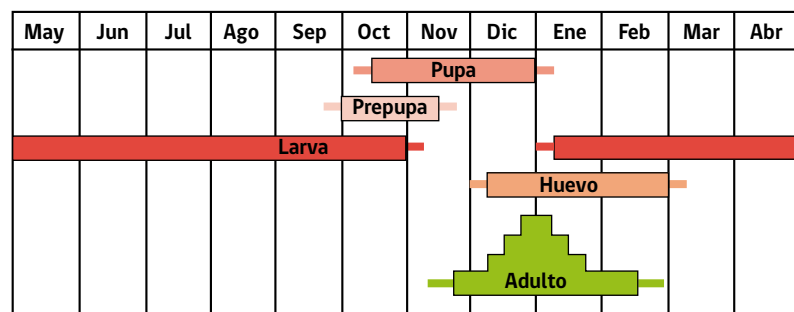 May Jun Jul Ago Sep Oct Nov Dic Ene Feb Mar Abr
Pupa
Prepupa
Larva
Huevo
Adulto